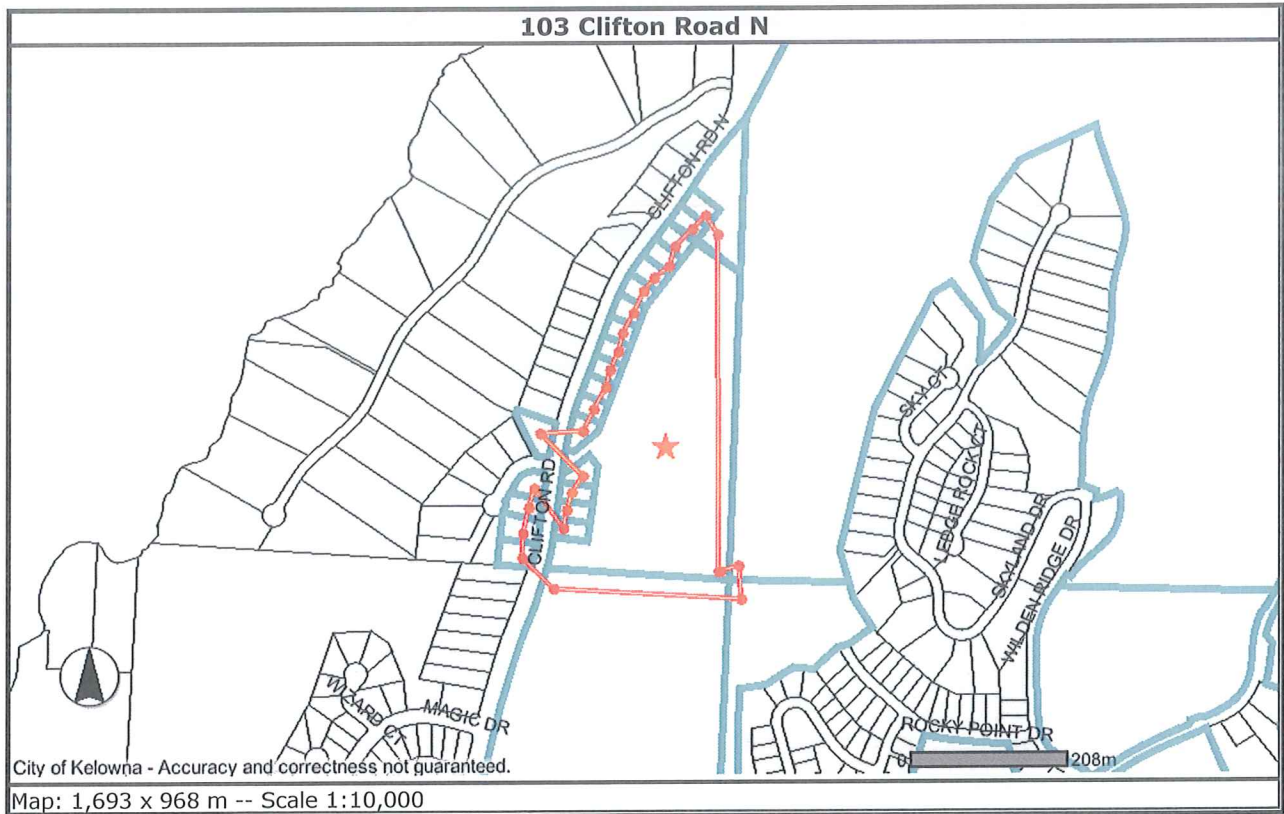 103 Clifton Road N
CLIFTON RD N
SKY CT
LEDGE ROCK CT
CLIFTON RD
SKYLAND DR
WILDEN RIDGE DR
WIZARD CT
MAGIC DR
ROCKY POINT DR
0 208m
City of Kelowna - Accuracy and correctness not guaranteed.
Map: 1,693 x 968 m -- Scale 1:10,000